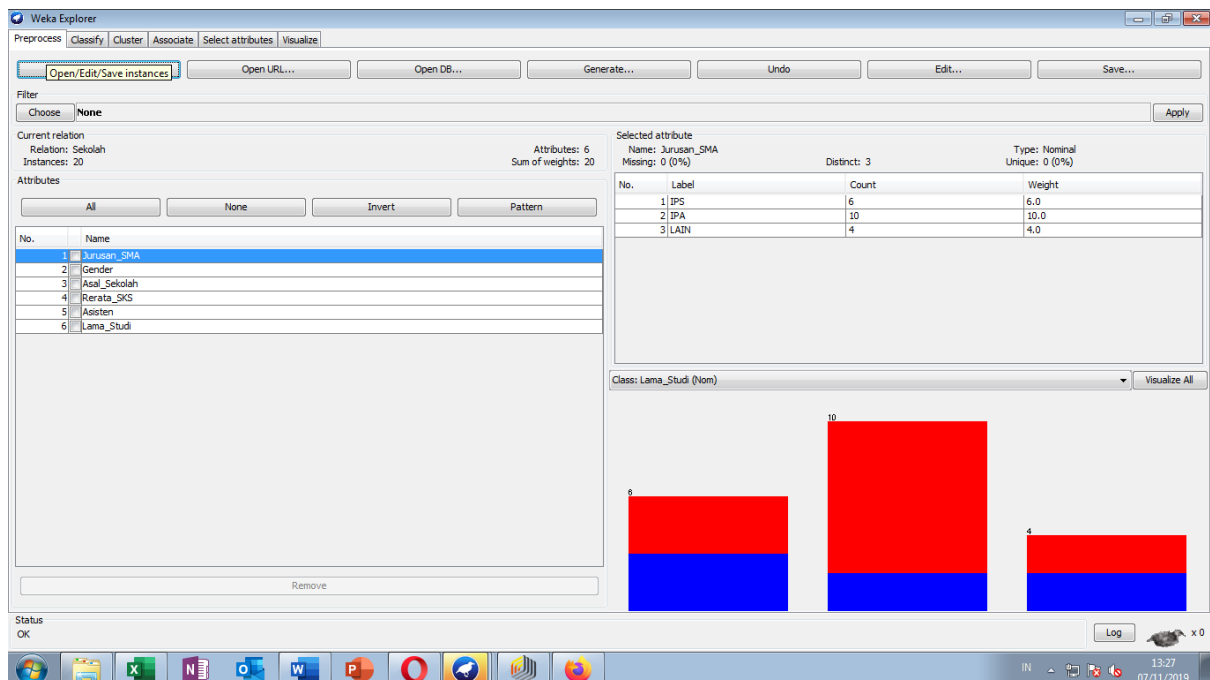 Weka Explorer
Preprocess Classify Cluster Associate Select attributes Visualize
Open/Edit/Save instances Open URL... Open DB... Generate... Undo Edit... Save...
Filter
Choose None Apply
Current relation
Relation: Sekolah Attributes: 6
Instances: 20 Sum of weights: 20
Attributes
All None Invert Pattern
No. Name
1 Jurusan_SMA
2 Gender
3 Asal_Sekolah
4 Rerata_SKS
5 Asisten
6 Lama_Studi
Remove
Selected attribute
Name: Jurusan_SMA Type: Nominal
Missing: 0 (0%) Distinct: 3 Unique: 0 (0%)
No. Label Count Weight
1 IPS 6 6.0
2 IPA 10 10.0
3 LAIN 4 4.0
Class: Lama_Studi (Nom) Visualize All
6 10 4
Status
OK Log x 0
IN 13:27
07/11/2019